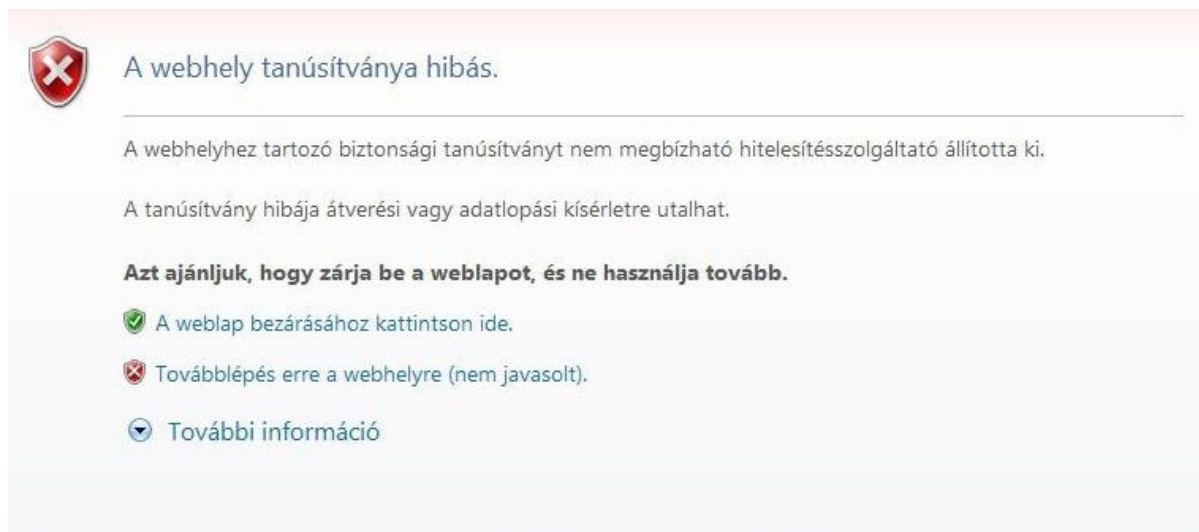 A webhely tanúsítványa hibás.
A webhelyhez tartozó biztonsági tanúsítványt nem megbízható hitelesítésszolgáltató állította ki.
A tanúsítvány hibája átverési vagy adatlopási kísérletre utalhat.
Azt ajánljuk, hogy zárja be a weblapot, és ne használja tovább.
A weblap bezárásához kattintson ide.
Továbblépés erre a webhelyre (nem javasolt).
További információ